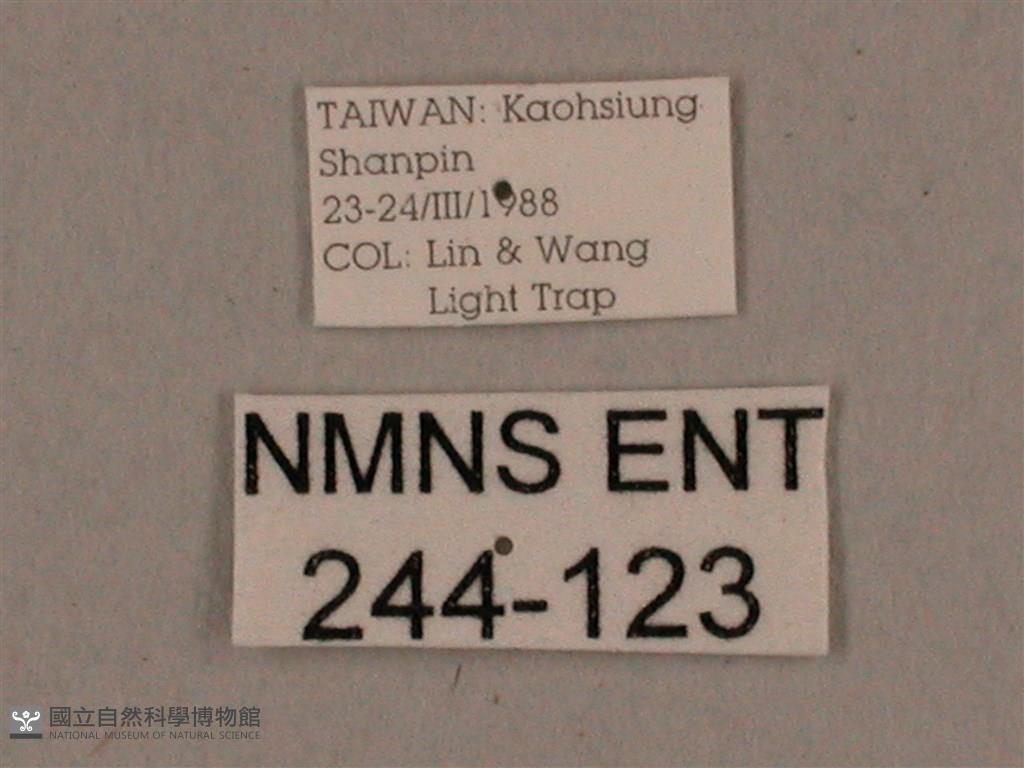 TAIWAN: Kaohsiung
Shanpin
23-24/III/1988
COL: Lin & Wang
Light Trap
NMNS ENT
244-123
國立自然科學博物館
NATIONAL MUSEUM OF NATURAL SCIENCE